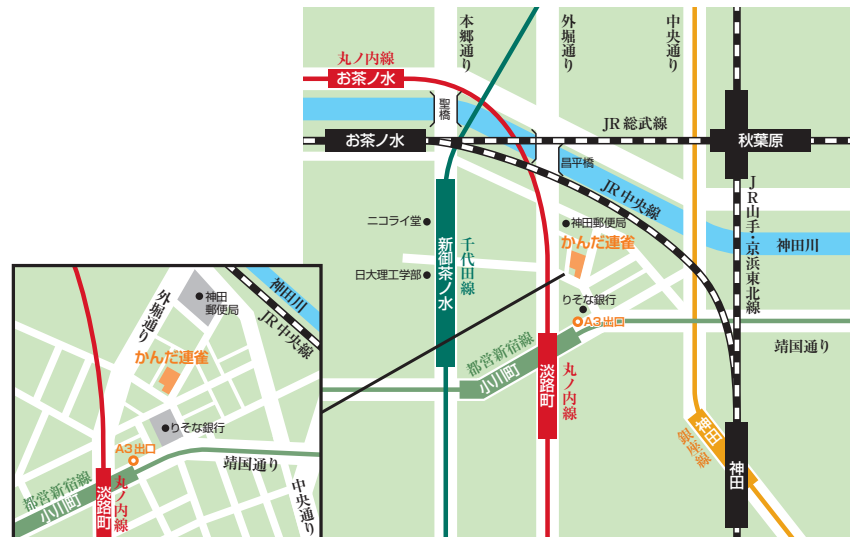 本郷通り
外堀通り
中央通り
丸ノ内線
お茶ノ水
聖橋
JR総武線
お茶ノ水
秋葉原
昌平橋
JR中央線
JR山手・京浜東北線
ニコライ堂
神田郵便局
かんだ連雀
神田川
新御茶ノ水
千代田線
日大理工学部
りそな銀行
A3出口
靖国通り
都営新宿線
小川町
淡路町
丸ノ内線
神田
銀座線
神田
外堀通り
神田
郵便局
神田川
JR中央線
かんだ連雀
りそな銀行
A3出口
靖国通り
都営新宿線
小川町
淡路町
丸ノ内線
中央通り